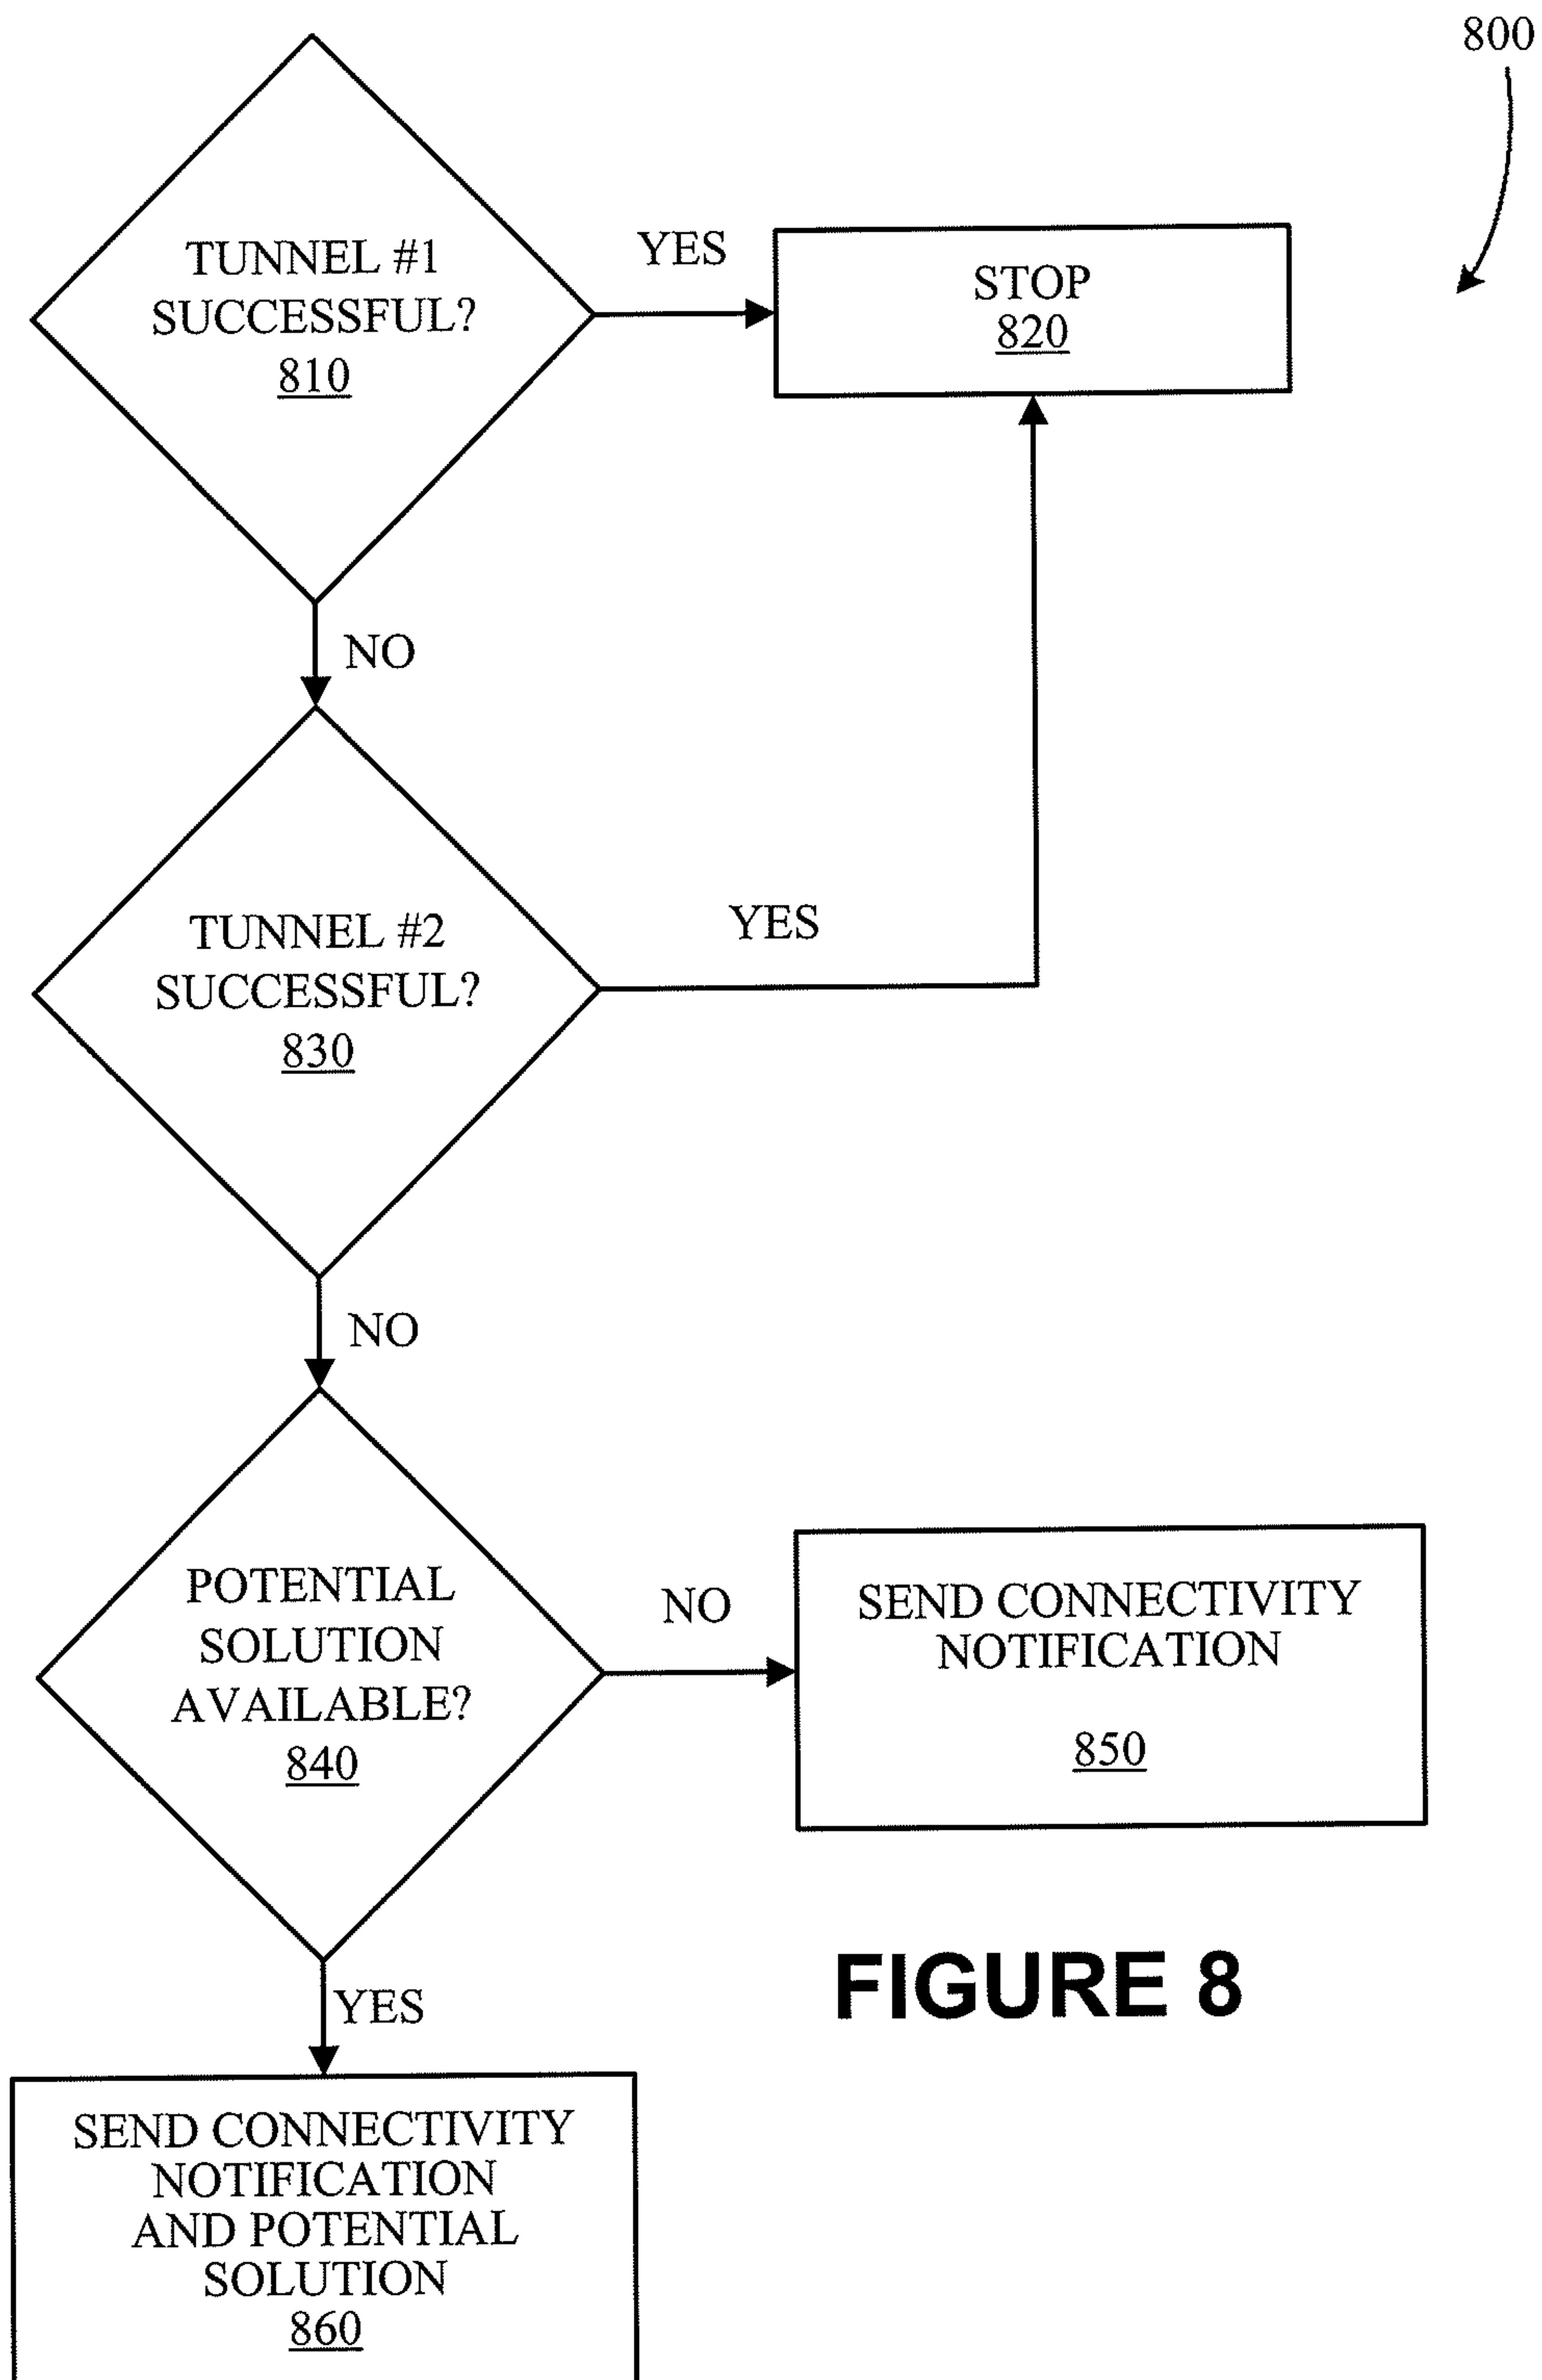 800
TUNNEL #1
SUCCESSFUL?
810
YES
STOP
820
NO
TUNNEL #2
SUCCESSFUL?
830
YES
NO
POTENTIAL
SOLUTION
AVAILABLE?
840
NO
SEND CONNECTIVITY
NOTIFICATION
850
YES
FIGURE 8
SEND CONNECTIVITY
NOTIFICATION
AND POTENTIAL
SOLUTION
860